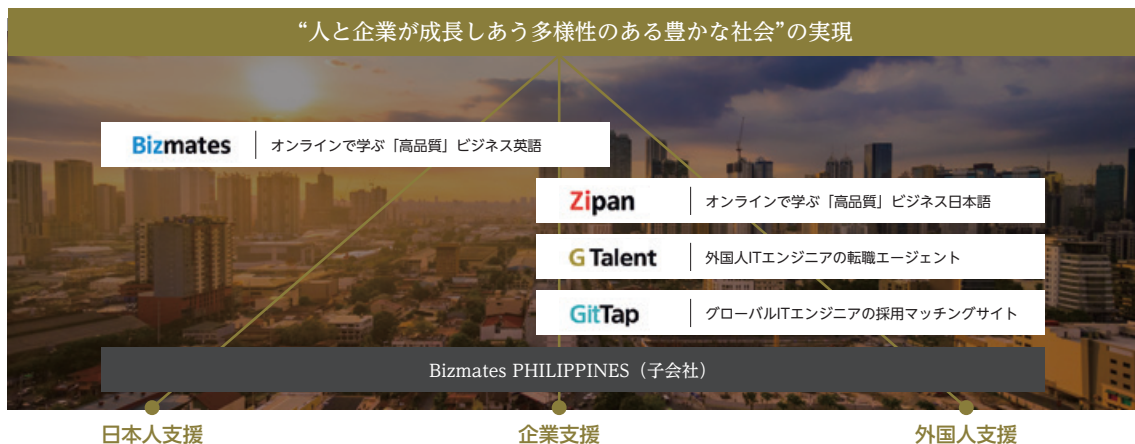 “人と企業が成長しあう多様性のある豊かな社会”の実現
Bizmates オンラインで学ぶ「高品質」ビジネス英語
Zipan オンラインで学ぶ「高品質」ビジネス日本語
G Talent 外国人ITエンジニアの転職エージェント
GitTap グローバルITエンジニアの採用マッチングサイト
Bizmates PHILIPPINES（子会社）
日本人支援 企業支援 外国人支援